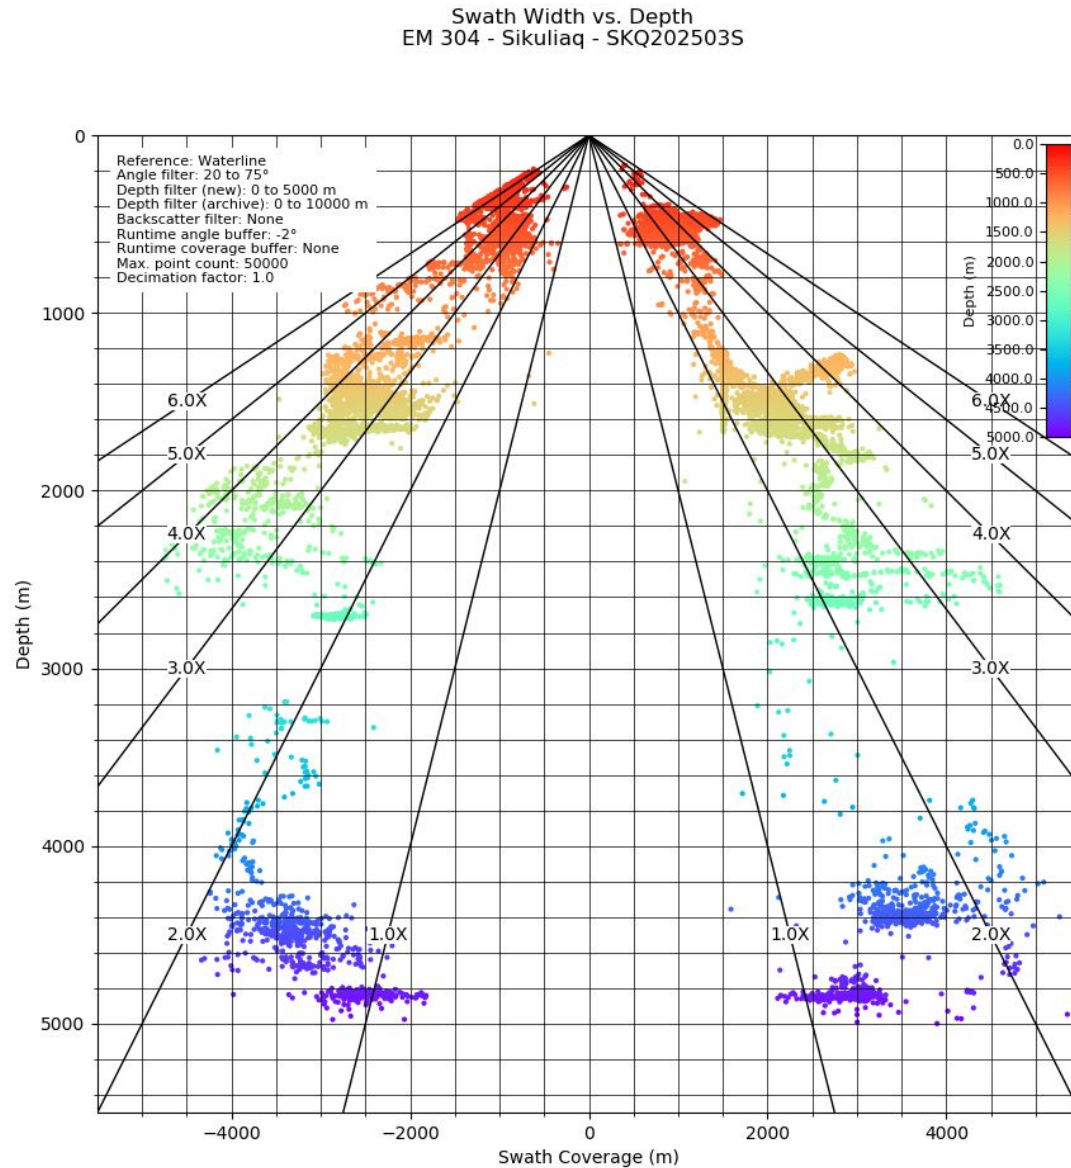 Swath Width vs. Depth
EM 304 - Sikuliaq - SKQ202503S
Reference: Waterline
Angle filter: 20 to 75°
Depth filter (new): 0 to 5000 m
Depth filter (archive): 0 to 10000 m
Backscatter filter: None
Runtime angle buffer: -2°
Runtime coverage buffer: None
Max. point count: 50000
Decimation factor: 1.0
0
1000
2000
3000
4000
5000
Depth (m)
6.0X
5.0X
4.0X
3.0X
2.0X
1.0X
1.0X
2.0X
3.0X
4.0X
5.0X
6.0X
0.0
500.0
1000.0
1500.0
2000.0
2500.0
3000.0
3500.0
4000.0
4500.0
5000.0
Depth (m)
−4000
−2000
0
2000
4000
Swath Coverage (m)